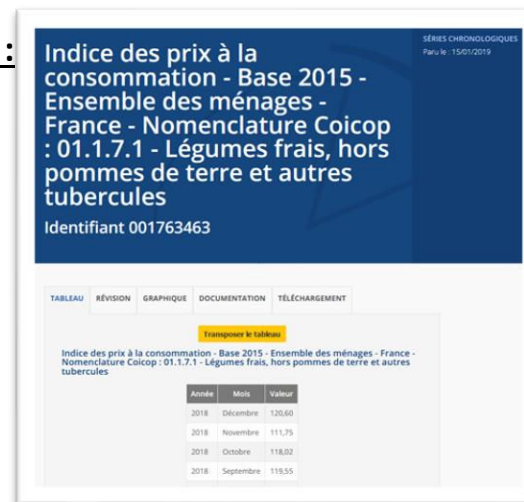 :
Indice des prix à la
consommation - Base 2015 -
Ensemble des ménages -
France - Nomenclature Coicop
: 01.1.7.1 - Légumes frais, hors
pommes de terre et autres
tubercules
Identifiant 001763463
SÉRIES CHRONOLOGIQUES
Paru le : 15/01/2019
TABLEAU RÉVISION GRAPHIQUE DOCUMENTATION TÉLÉCHARGEMENT
Transposer le tableau
Indice des prix à la consommation - Base 2015 - Ensemble des ménages - France -
Nomenclature Coicop : 01.1.7.1 - Légumes frais, hors pommes de terre et autres
tubercules
Année Mois Valeur
2018 Décembre 120,60
2018 Novembre 111,75
2018 Octobre 118,02
2018 Septembre 119,55